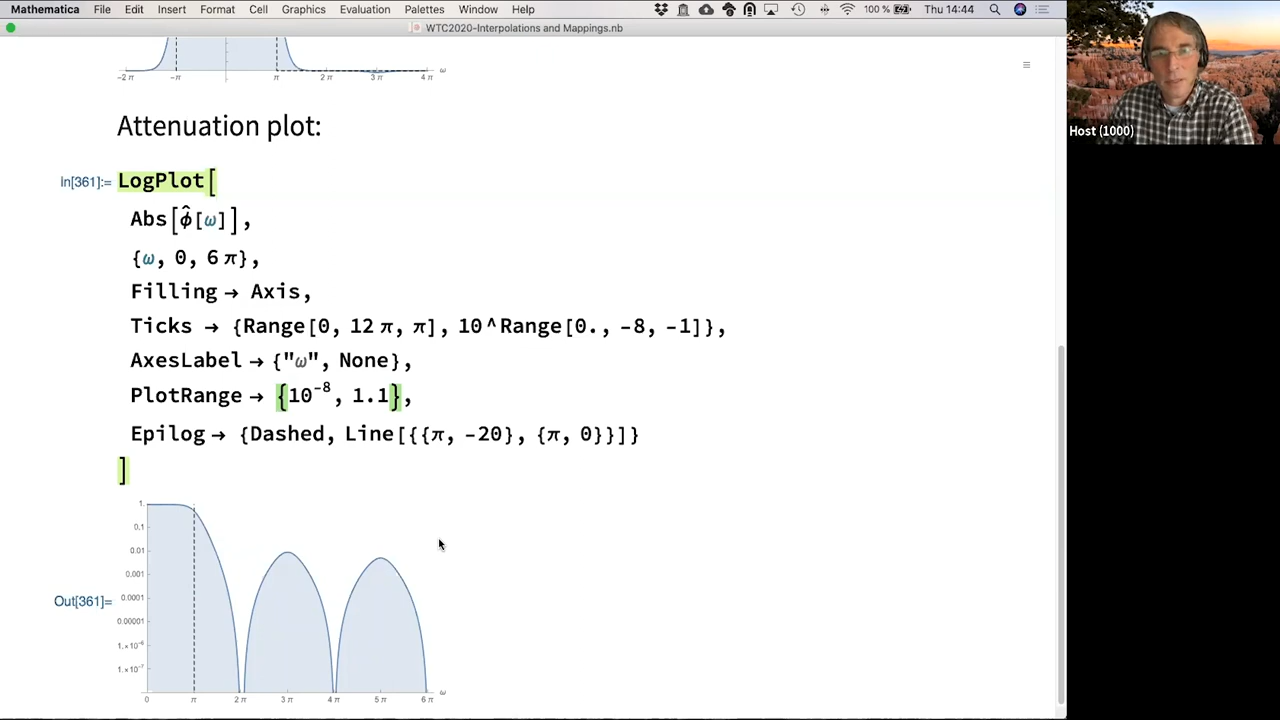 Mathematica File Edit Insert Format Cell Graphics Evaluation Palettes Window Help 100 % Thu 14:44
WTC2020-Interpolations and Mappings.nb
Host (1000)
-2 π -π π 2 π 3 π 4 π ω
Attenuation plot:
In[361]:= LogPlot[
Abs[ϕ̂[ω]],
{ω, 0, 6 π},
Filling → Axis,
Ticks → {Range[0, 12 π, π], 10^Range[0., -8, -1]},
AxesLabel → {"ω", None},
PlotRange → {10⁻⁸, 1.1},
Epilog → {Dashed, Line[{{π, -20}, {π, 0}}]}
]
1.
0.1
0.01
0.001
0.0001
Out[361]=
0.00001
1.×10⁻⁶
1.×10⁻⁷
0 π 2 π 3 π 4 π 5 π 6 π ω